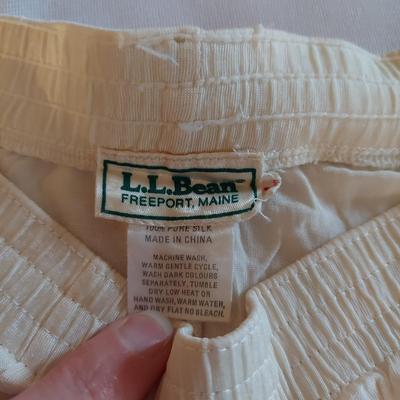 L.L.Bean
FREEPORT, MAINE
100% PURE SILK
MADE IN CHINA
MACHINE WASH,
WARM GENTLE CYCLE,
WASH DARK COLOURS
SEPARATELY, TUMBLE
DRY LOW HEAT OR
HAND WASH, WARM WATER,
AND DRY FLAT NO BLEACH.